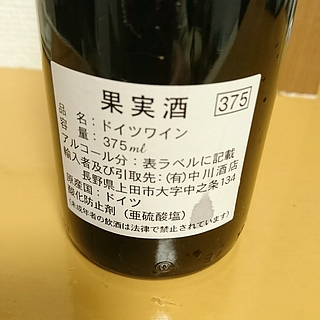 果実酒 375
品名：ドイツワイン
容量：375ml
アルコール分：表ラベルに記載
輸入者及び引取先：(有)中川酒店
長野県上田市大字中之条134
原産国：ドイツ
酸化防止剤（亜硫酸塩）
(未成年者の飲酒は法律で禁止されています)